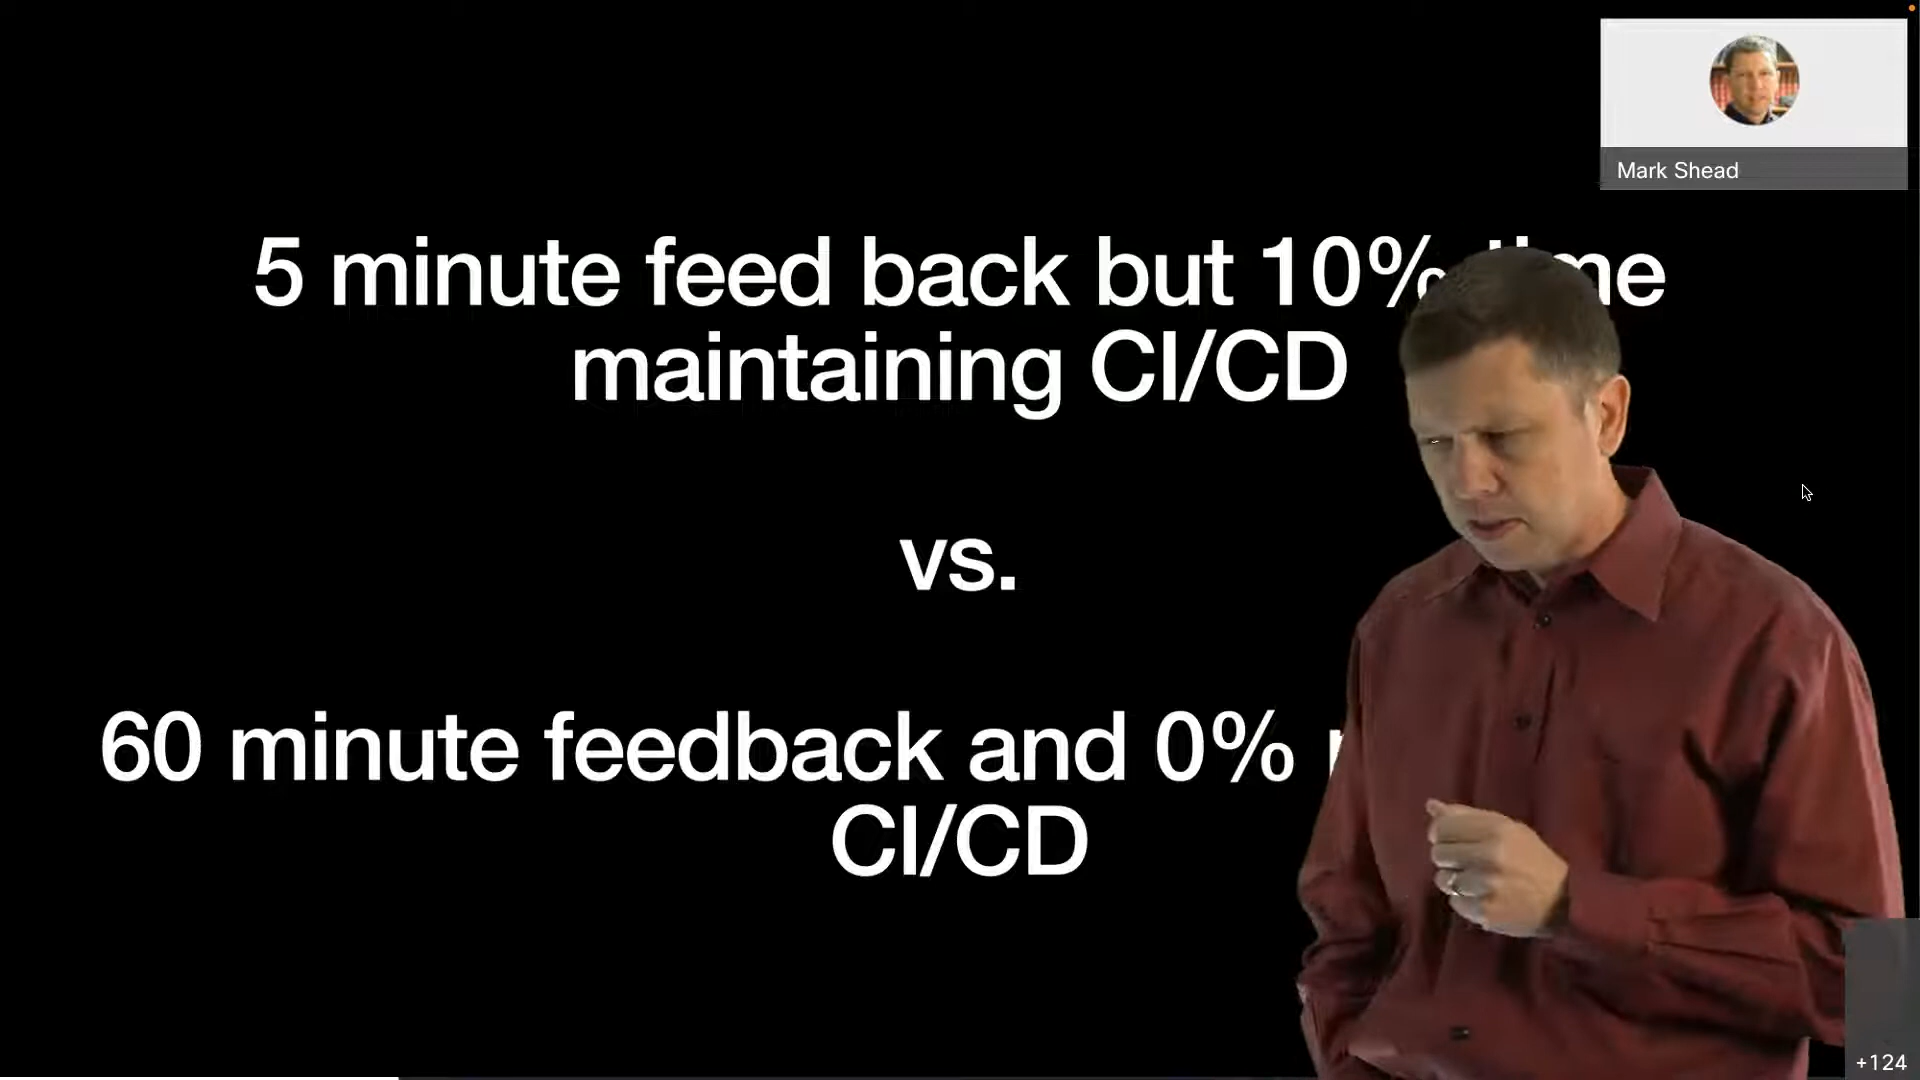 Mark Shead
5 minute feed back but 10% time
maintaining CI/CD
vs.
60 minute feedback and 0%
CI/CD
+124